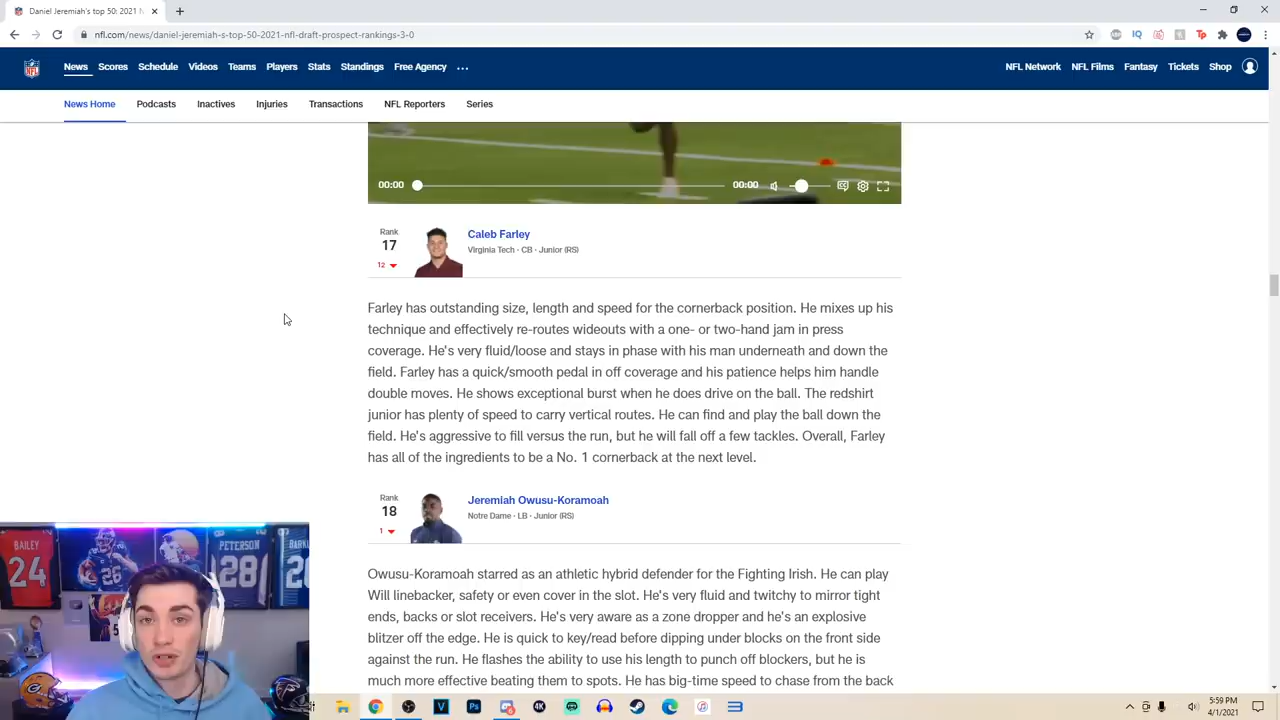 Daniel Jeremiah's top 50: 2021 N
nfl.com/news/daniel-jeremiah-s-top-50-2021-nfl-draft-prospect-rankings-3-0
NFL
News Scores Schedule Videos Teams Players Stats Standings Free Agency ... NFL Network NFL Films Fantasy Tickets Shop
News Home Podcasts Inactives Injuries Transactions NFL Reporters Series
00:00 00:00
Rank
17
12
Caleb Farley
Virginia Tech · CB · Junior (RS)
Farley has outstanding size, length and speed for the cornerback position. He mixes up his
technique and effectively re-routes wideouts with a one- or two-hand jam in press
coverage. He's very fluid/loose and stays in phase with his man underneath and down the
field. Farley has a quick/smooth pedal in off coverage and his patience helps him handle
double moves. He shows exceptional burst when he does drive on the ball. The redshirt
junior has plenty of speed to carry vertical routes. He can find and play the ball down the
field. He's aggressive to fill versus the run, but he will fall off a few tackles. Overall, Farley
has all of the ingredients to be a No. 1 cornerback at the next level.
Rank
18
1
Jeremiah Owusu-Koramoah
Notre Dame · LB · Junior (RS)
Owusu-Koramoah starred as an athletic hybrid defender for the Fighting Irish. He can play
Will linebacker, safety or even cover in the slot. He's very fluid and twitchy to mirror tight
ends, backs or slot receivers. He's very aware as a zone dropper and he's an explosive
blitzer off the edge. He is quick to key/read before dipping under blocks on the front side
against the run. He flashes the ability to use his length to punch off blockers, but he is
much more effective beating them to spots. He has big-time speed to chase from the back
BAILEY
24
26
PETERSON
28
5:59 PM
4/1/2021